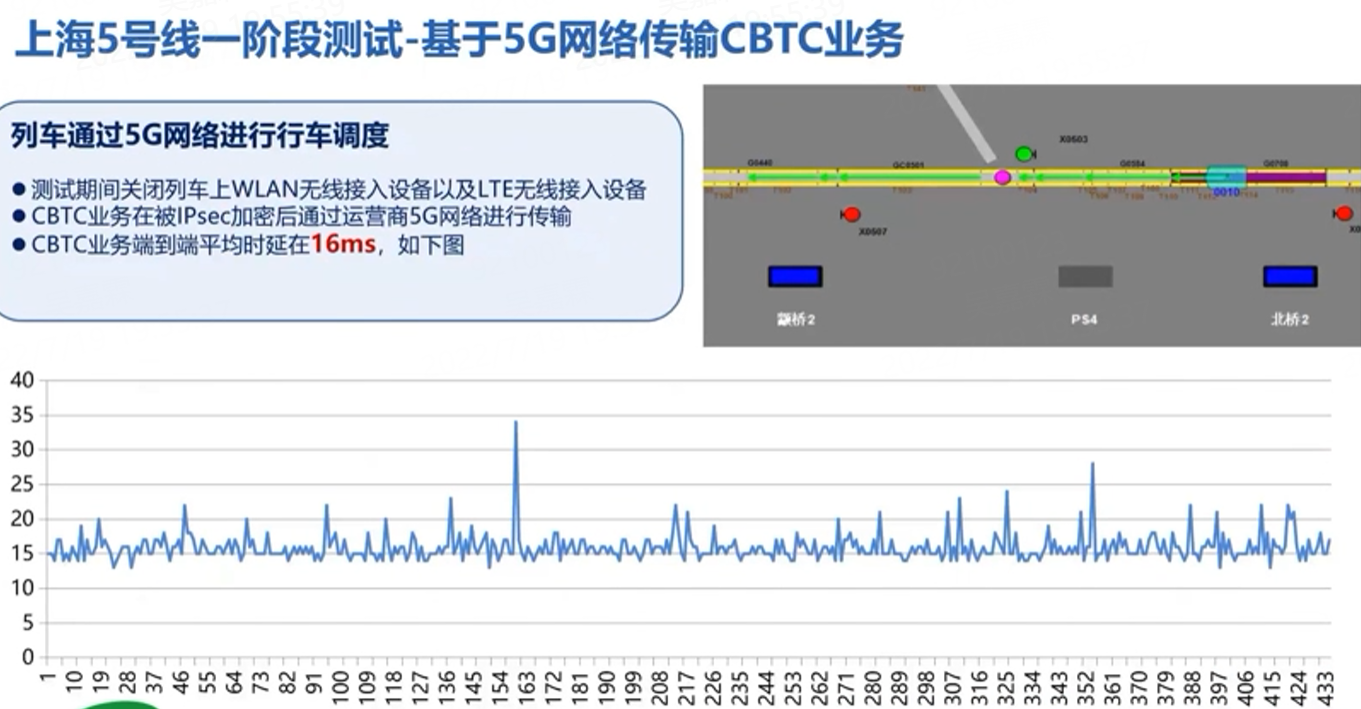 上海5号线一阶段测试-基于5G网络传输CBTC业务
列车通过5G网络进行行车调度
● 测试期间关闭列车上WLAN无线接入设备以及LTE无线接入设备
● CBTC业务在被IPsec加密后通过运营商5G网络进行传输
● CBTC业务端到端平均时延在16ms，如下图
X0503
G0440
GC0501
G0584
G0708
0010
X0507
颛桥2
PS4
北桥2
40
35
30
25
20
15
10
5
0
1 10 19 28 37 46 55 64 73 82 91 100 109 118 127 136 145 154 163 172 181 190 199 208 217 226 235 244 253 262 271 280 289 298 307 316 325 334 343 352 361 370 379 388 397 406 415 424 433